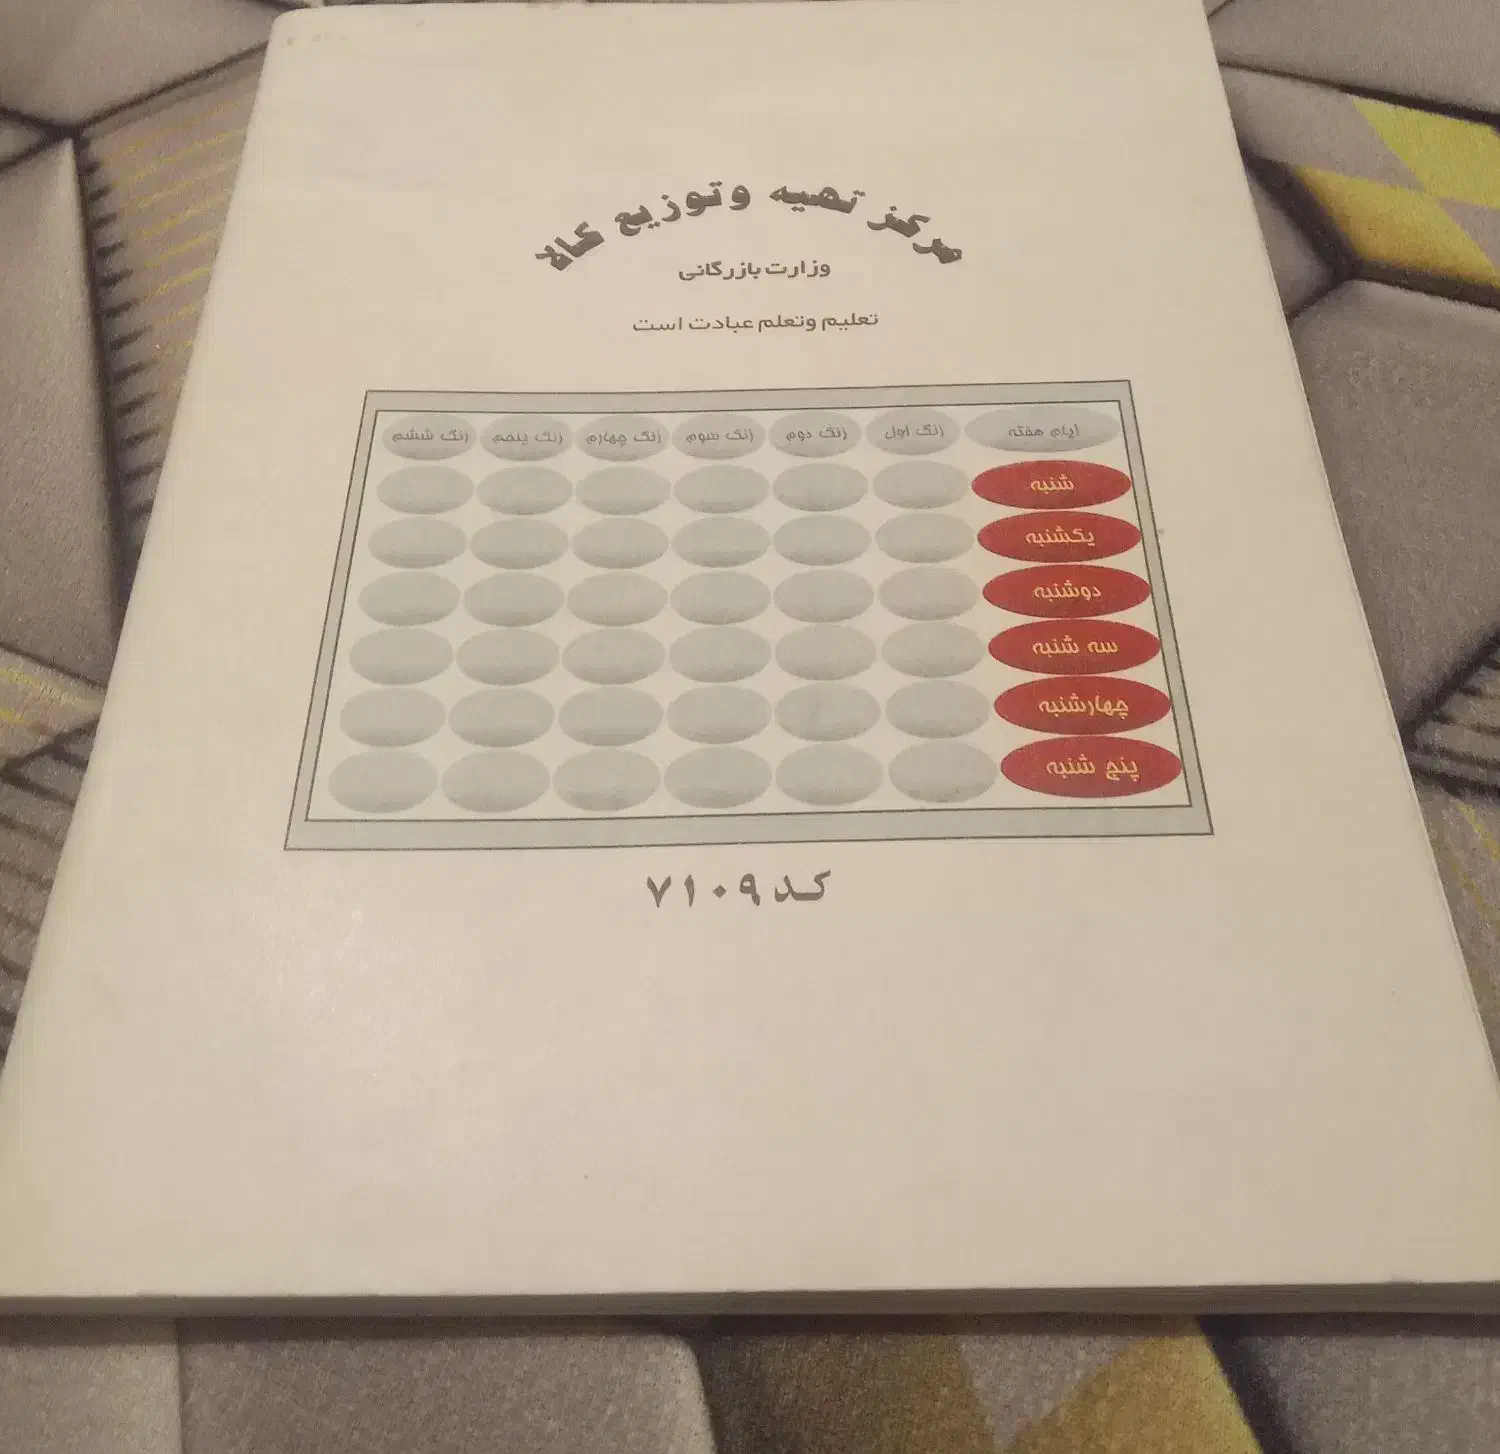 مرکز تهیه وتوزیع کالا
وزارت بازرگانی
تعلیم وتعلم عبادت است
ایام هفته زنگ اول زنگ دوم زنگ سوم زنگ چهارم زنگ پنجم زنگ ششم
شنبه
یکشنبه
دوشنبه
سه شنبه
چهارشنبه
پنج شنبه
کد ۷۱۰۹